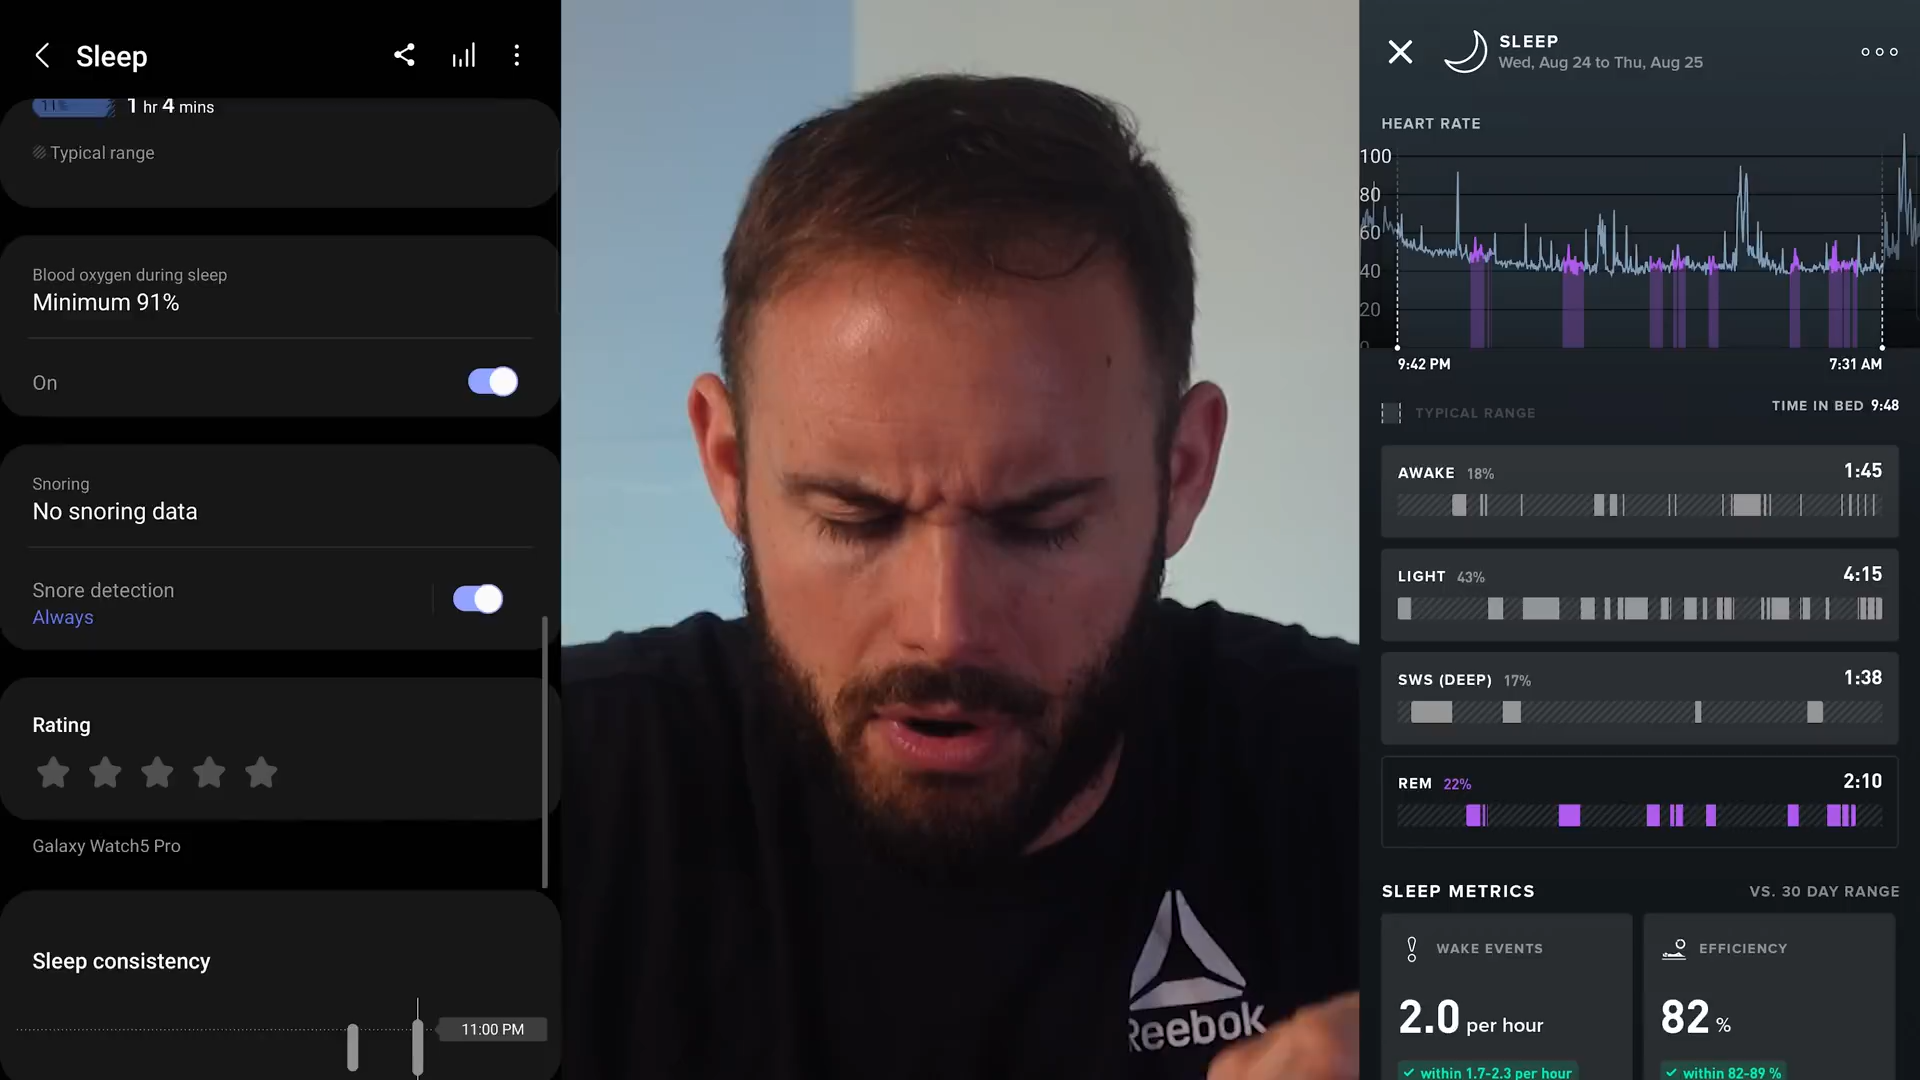 Sleep
11%
1 hr 4 mins
Typical range
Blood oxygen during sleep
Minimum 91%
On
Snoring
No snoring data
Snore detection
Always
Rating
Galaxy Watch5 Pro
Sleep consistency
11:00 PM
Reebok
SLEEP
Wed, Aug 24 to Thu, Aug 25
HEART RATE
100
80
60
40
20
0
9:42 PM
7:31 AM
TYPICAL RANGE
TIME IN BED 9:48
AWAKE 18%
1:45
LIGHT 43%
4:15
SWS (DEEP) 17%
1:38
REM 22%
2:10
SLEEP METRICS
VS. 30 DAY RANGE
WAKE EVENTS
2.0 per hour
within 1.7-2.3 per hour
EFFICIENCY
82 %
within 82-89 %